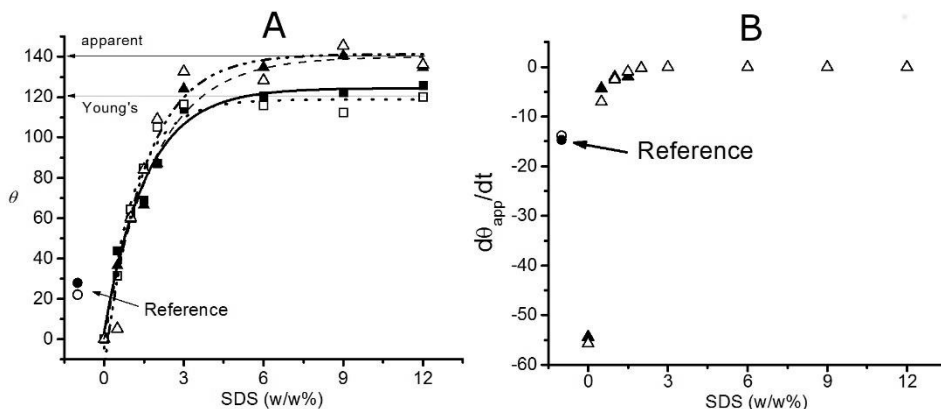 A
140
apparent
120
Young's
100
80
θ
60
40
20
0
Reference
0
3
6
9
12
SDS (w/w%)
B
0
-10
-20
-30
-40
-50
-60
dθapp/dt
Reference
0
3
6
9
12
SDS (w/w%)